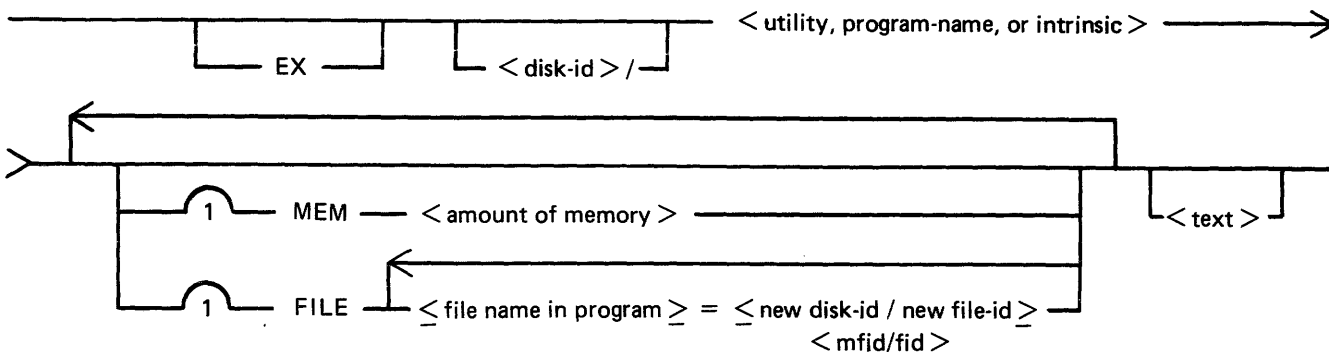 < utility, program-name, or intrinsic >
EX
< disk-id > /
1 MEM < amount of memory >
< text >
1 FILE ≤ file name in program ≥ = ≤ new disk-id / new file-id ≥
< mfid/fid >